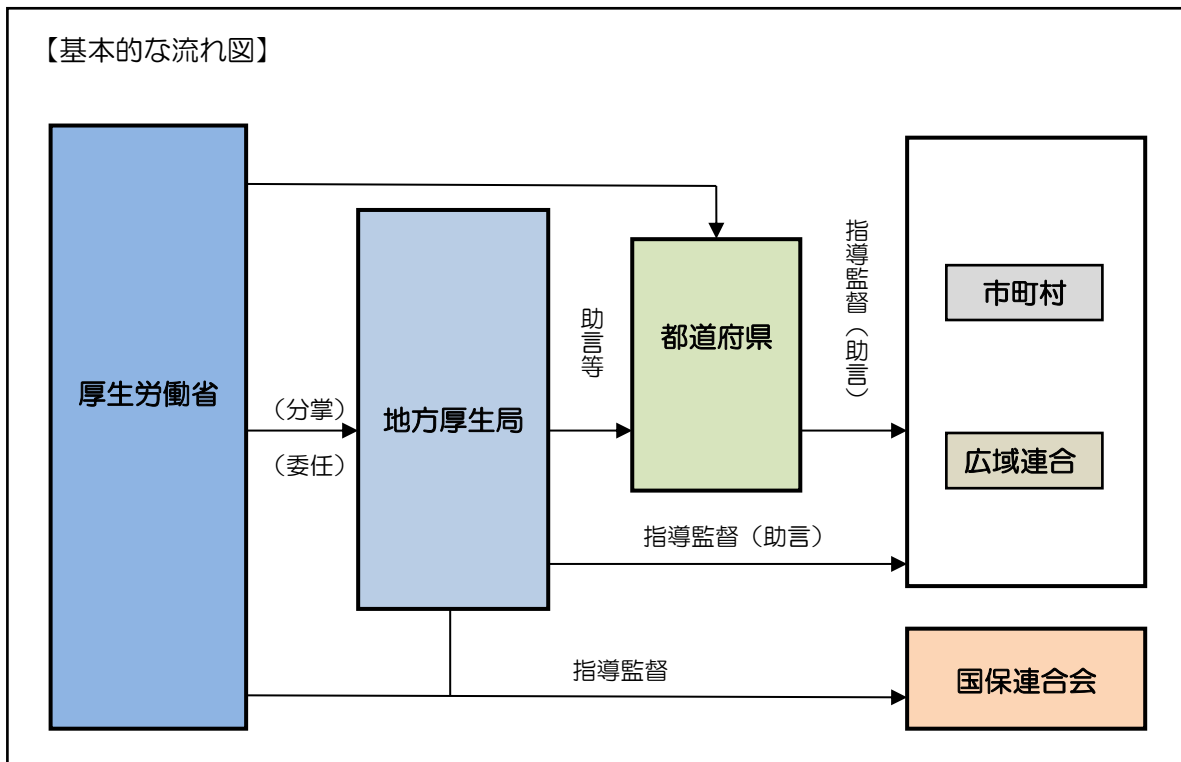 【基本的な流れ図】
厚生労働省
（分掌）
（委任）
地方厚生局
助言等
都道府県
指導監督（助言）
市町村
広域連合
指導監督（助言）
指導監督
国保連合会